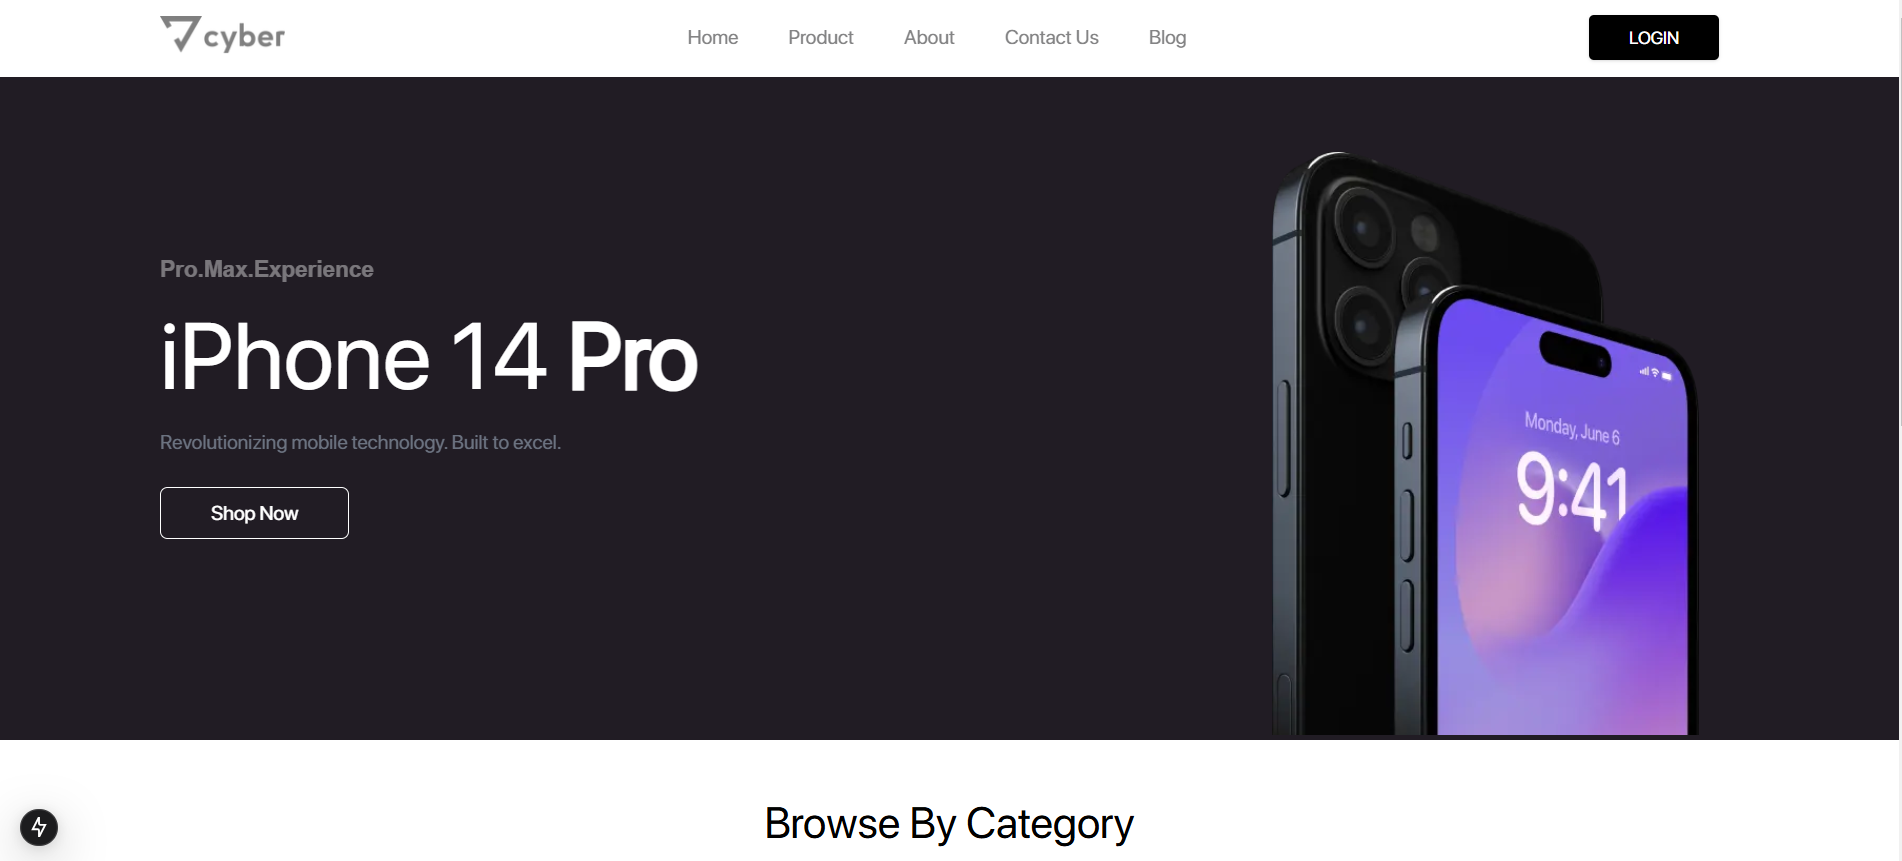 cyber
Home Product About Contact Us Blog
LOGIN
Pro.Max.Experience
iPhone 14 Pro
Revolutionizing mobile technology. Built to excel.
Shop Now
Monday, June 6
9:41
Browse By Category